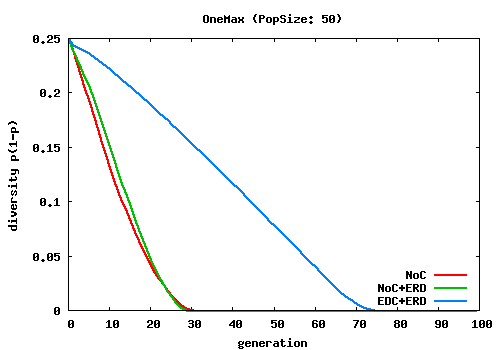 OneMax (PopSize: 50)
0.25
0.2
0.15
0.1
0.05
0
diversity p(1-p)
NoC
NoC+ERD
EDC+ERD
0 10 20 30 40 50 60 70 80 90 100
generation